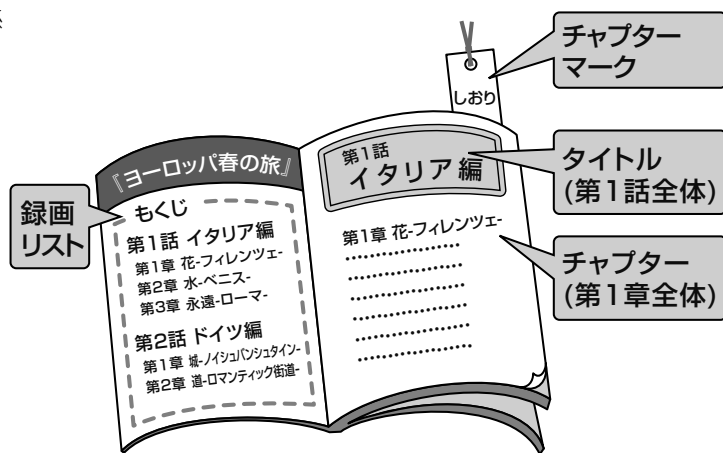 チャプター
マーク
しおり
『ヨーロッパ春の旅』
録画
リスト
もくじ
第1話 イタリア編
第1章 花-フィレンツェ-
第2章 水-ベニス-
第3章 永遠-ローマ-
第2話 ドイツ編
第1章 城-ノイシュバンシュタイン-
第2章 道-ロマンティック街道-
第1話
イタリア編
タイトル
(第1話全体)
第1章 花-フィレンツェ-
チャプター
(第1章全体)